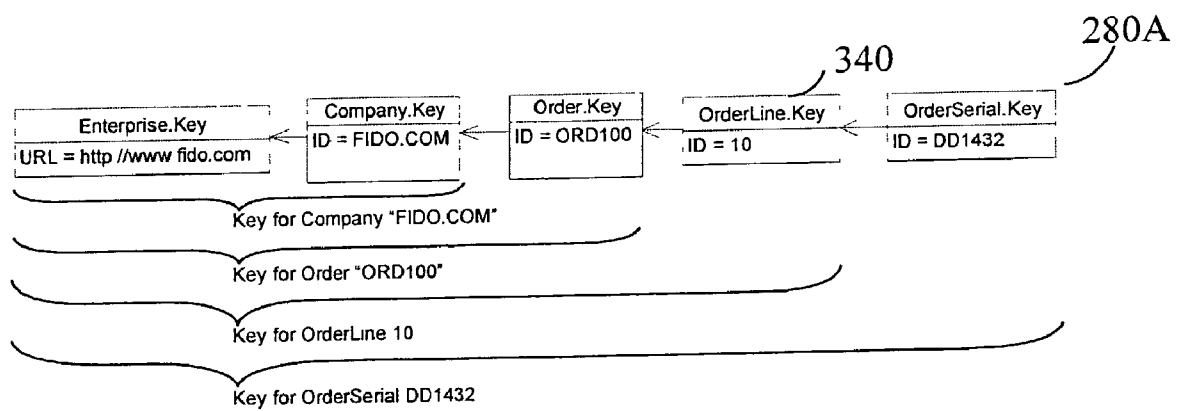 280A
340
Enterprise.Key
URL = http //www fido.com
Company.Key
ID = FIDO.COM
Order.Key
ID = ORD100
OrderLine.Key
ID = 10
OrderSerial.Key
ID = DD1432
Key for Company "FIDO.COM"
Key for Order "ORD100"
Key for OrderLine 10
Key for OrderSerial DD1432